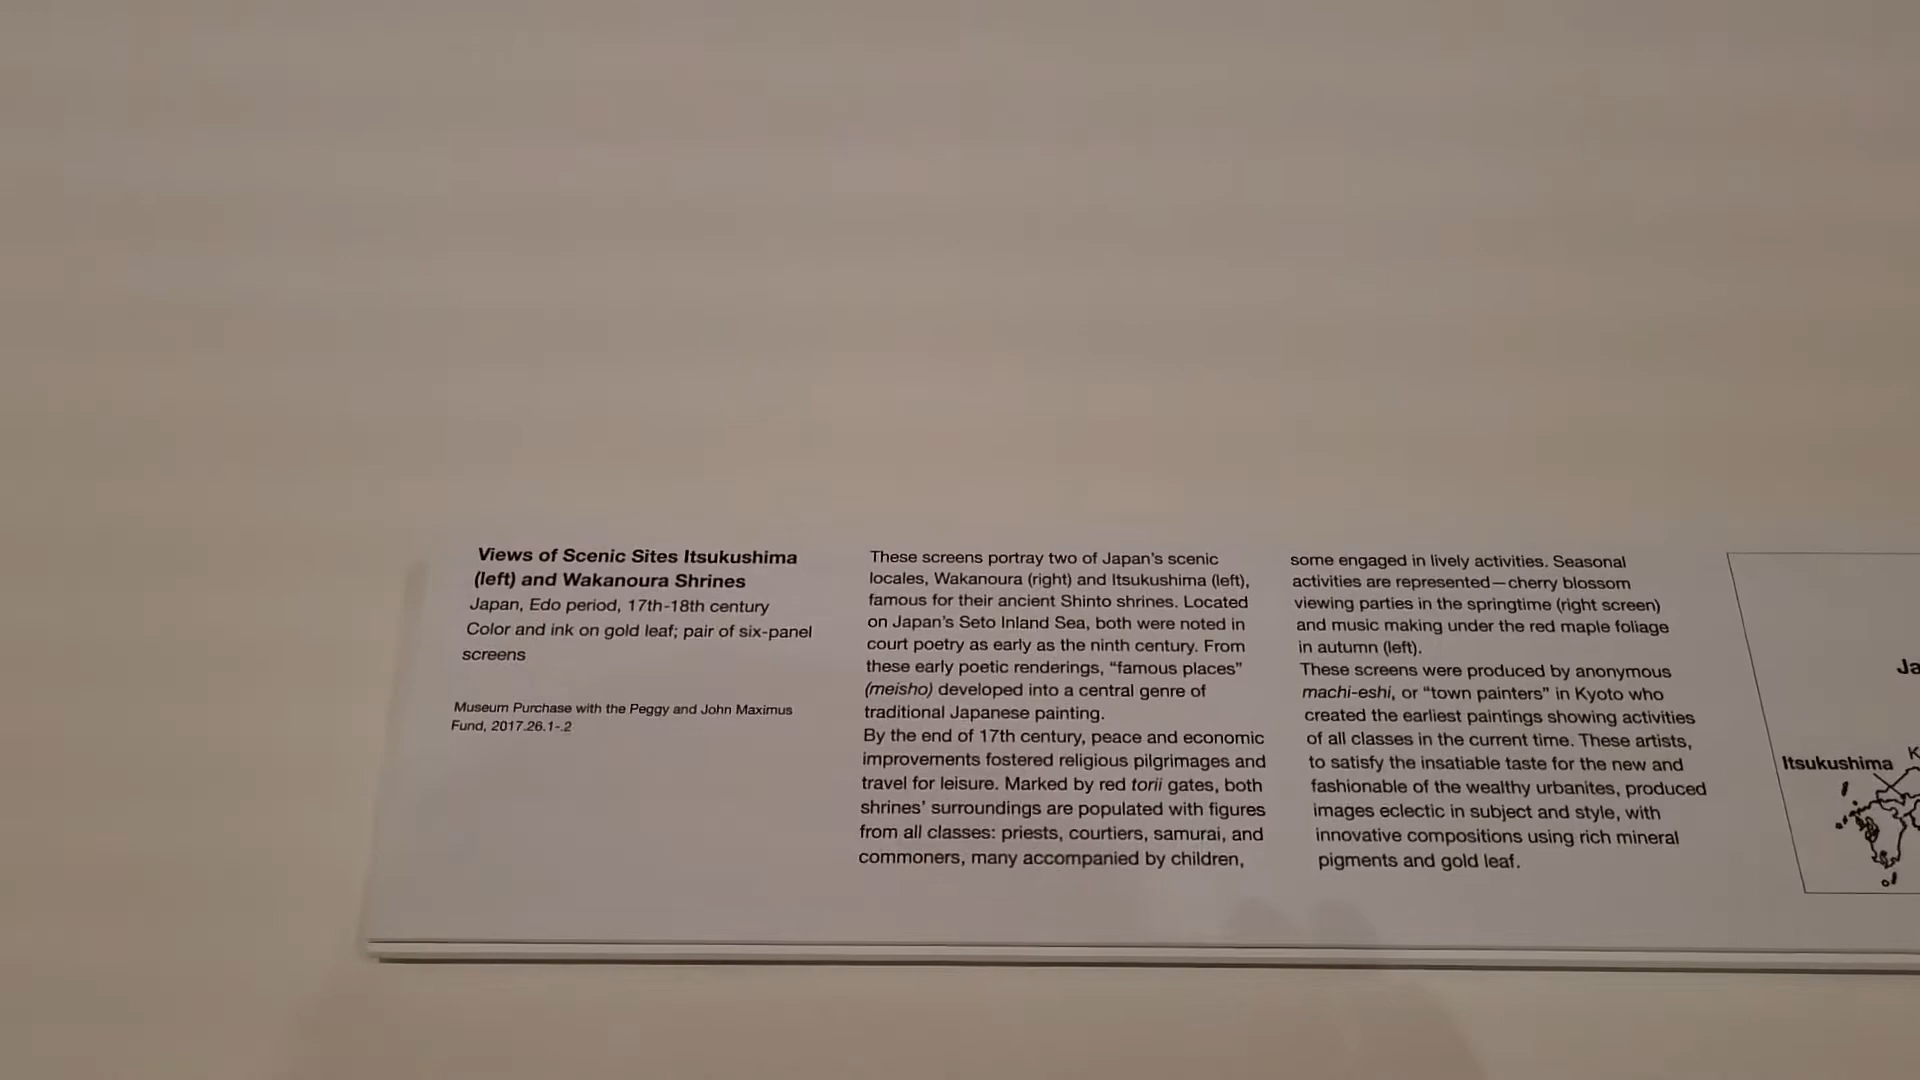 Views of Scenic Sites Itsukushima
(left) and Wakanoura Shrines
Japan, Edo period, 17th-18th century
Color and ink on gold leaf; pair of six-panel
screens
Museum Purchase with the Peggy and John Maximus
Fund, 2017.26.1-.2
These screens portray two of Japan's scenic
locales, Wakanoura (right) and Itsukushima (left),
famous for their ancient Shinto shrines. Located
on Japan's Seto Inland Sea, both were noted in
court poetry as early as the ninth century. From
these early poetic renderings, “famous places”
(meisho) developed into a central genre of
traditional Japanese painting.
By the end of 17th century, peace and economic
improvements fostered religious pilgrimages and
travel for leisure. Marked by red torii gates, both
shrines' surroundings are populated with figures
from all classes: priests, courtiers, samurai, and
commoners, many accompanied by children,
some engaged in lively activities. Seasonal
activities are represented—cherry blossom
viewing parties in the springtime (right screen)
and music making under the red maple foliage
in autumn (left).
These screens were produced by anonymous
machi-eshi, or “town painters” in Kyoto who
created the earliest paintings showing activities
of all classes in the current time. These artists,
to satisfy the insatiable taste for the new and
fashionable of the wealthy urbanites, produced
images eclectic in subject and style, with
innovative compositions using rich mineral
pigments and gold leaf.
Itsukushima